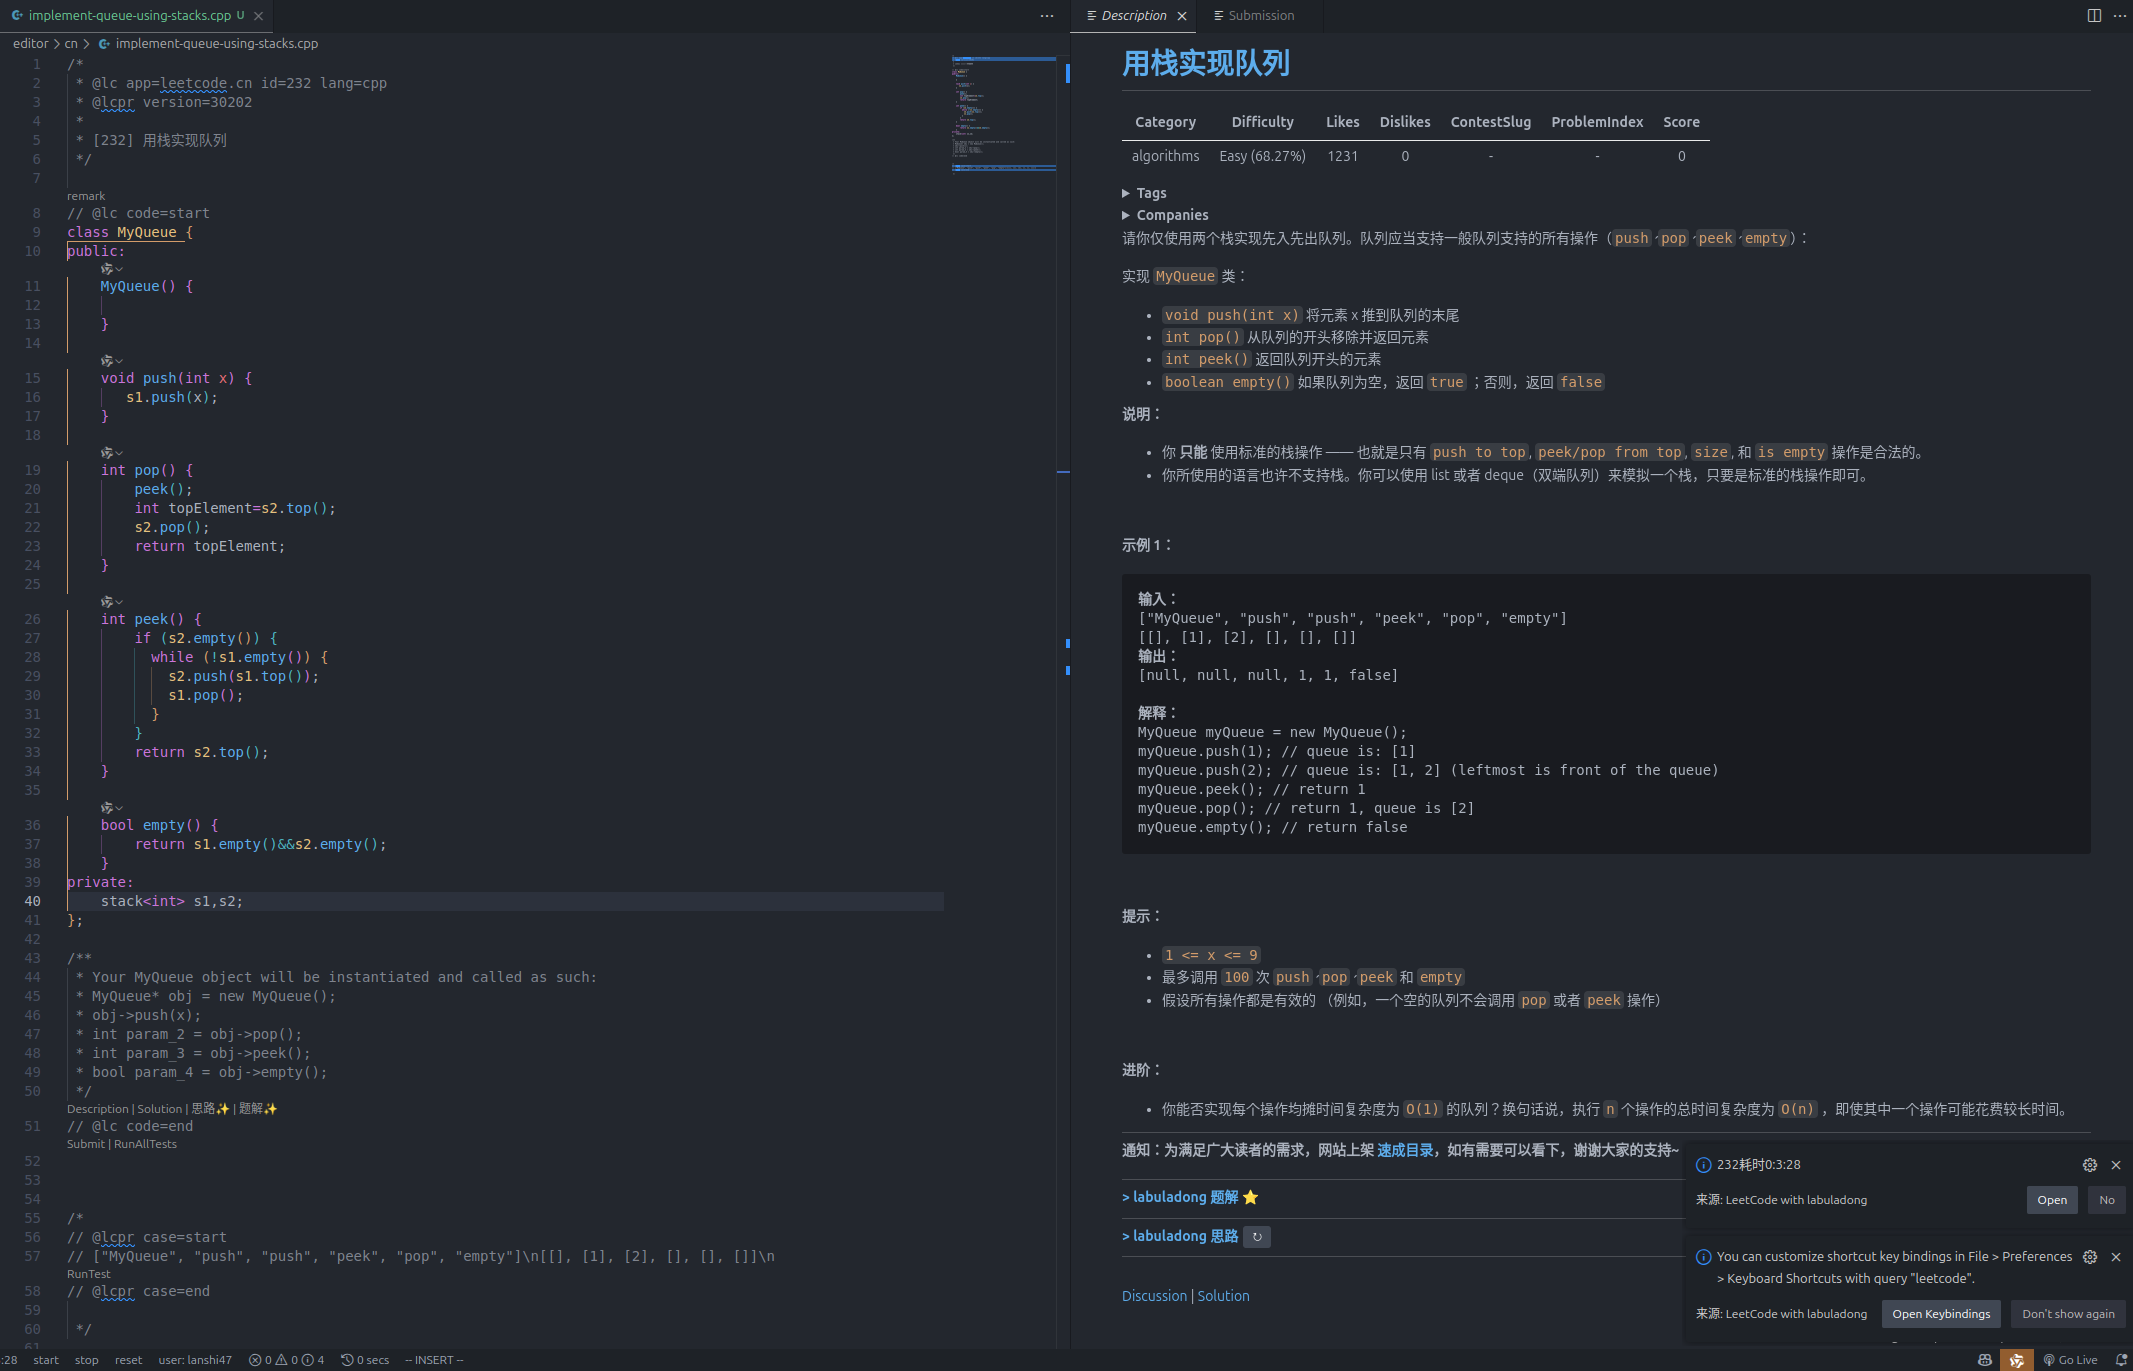 implement-queue-using-stacks.cpp U
editor > cn > implement-queue-using-stacks.cpp
1 /*
2 * @lc app=leetcode.cn id=232 lang=cpp
3 * @lcpr version=30202
4 *
5 * [232] 用栈实现队列
6 */
7
remark
8 // @lc code=start
9 class MyQueue {
10 public:
11 MyQueue() {
12
13 }
14
15 void push(int x) {
16 s1.push(x);
17 }
18
19 int pop() {
20 peek();
21 int topElement=s2.top();
22 s2.pop();
23 return topElement;
24 }
25
26 int peek() {
27 if (s2.empty()) {
28 while (!s1.empty()) {
29 s2.push(s1.top());
30 s1.pop();
31 }
32 }
33 return s2.top();
34 }
35
36 bool empty() {
37 return s1.empty()&&s2.empty();
38 }
39 private:
40 stack<int> s1,s2;
41 };
42
43 /**
44 * Your MyQueue object will be instantiated and called as such:
45 * MyQueue* obj = new MyQueue();
46 * obj->push(x);
47 * int param_2 = obj->pop();
48 * int param_3 = obj->peek();
49 * bool param_4 = obj->empty();
50 */
Description | Solution | 思路✨ | 题解✨
51 // @lc code=end
Submit | RunAllTests
52
53
54
55 /*
56 // @lcpr case=start
57 // ["MyQueue", "push", "push", "peek", "pop", "empty"]\n[[], [1], [2], [], [], []]\n
RunTest
58 // @lcpr case=end
59
60 */
61
Description Submission
用栈实现队列
Category Difficulty Likes Dislikes ContestSlug ProblemIndex Score
algorithms Easy (68.27%) 1231 0 - - 0
▶ Tags
▶ Companies
请你仅使用两个栈实现先入先出队列。队列应当支持一般队列支持的所有操作（push、pop、peek、empty）：
实现 MyQueue 类：
• void push(int x) 将元素 x 推到队列的末尾
• int pop() 从队列的开头移除并返回元素
• int peek() 返回队列开头的元素
• boolean empty() 如果队列为空，返回 true ；否则，返回 false
说明：
• 你 只能 使用标准的栈操作 —— 也就是只有 push to top, peek/pop from top, size, 和 is empty 操作是合法的。
• 你所使用的语言也许不支持栈。你可以使用 list 或者 deque（双端队列）来模拟一个栈，只要是标准的栈操作即可。
示例 1：
输入：
["MyQueue", "push", "push", "peek", "pop", "empty"]
[[], [1], [2], [], [], []]
输出：
[null, null, null, 1, 1, false]
解释：
MyQueue myQueue = new MyQueue();
myQueue.push(1); // queue is: [1]
myQueue.push(2); // queue is: [1, 2] (leftmost is front of the queue)
myQueue.peek(); // return 1
myQueue.pop(); // return 1, queue is [2]
myQueue.empty(); // return false
提示：
• 1 <= x <= 9
• 最多调用 100 次 push、pop、peek 和 empty
• 假设所有操作都是有效的 （例如，一个空的队列不会调用 pop 或者 peek 操作）
进阶：
• 你能否实现每个操作均摊时间复杂度为 O(1) 的队列？换句话说，执行 n 个操作的总时间复杂度为 O(n) ，即使其中一个操作可能花费较长时间。
通知：为满足广大读者的需求，网站上架 速成目录，如有需要可以看下，谢谢大家的支持~
> labuladong 题解 ⭐
> labuladong 思路
Discussion | Solution
232耗时0:3:28
来源: LeetCode with labuladong Open No
You can customize shortcut key bindings in File > Preferences
> Keyboard Shortcuts with query "leetcode".
来源: LeetCode with labuladong Open Keybindings Don't show again
:28 start stop reset user: lanshi47 0 0 4 0 secs -- INSERT -- Go Live